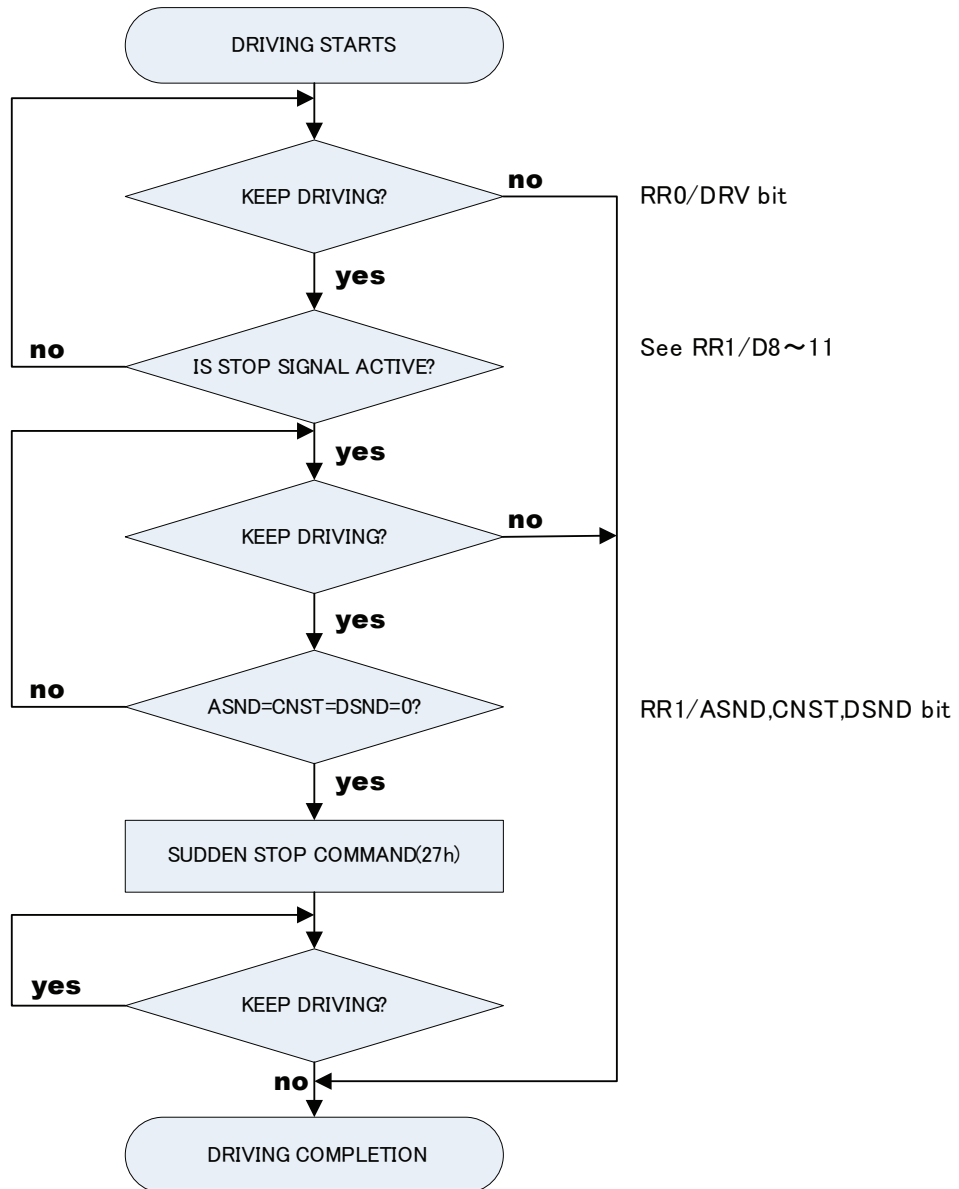 DRIVING STARTS
KEEP DRIVING?
no
RR0/DRV bit
yes
IS STOP SIGNAL ACTIVE?
no
See RR1/D8～11
yes
KEEP DRIVING?
no
yes
ASND=CNST=DSND=0?
no
RR1/ASND,CNST,DSND bit
yes
SUDDEN STOP COMMAND(27h)
KEEP DRIVING?
yes
no
DRIVING COMPLETION